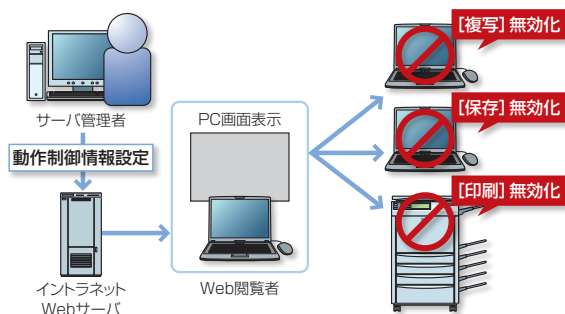 [複写] 無効化
サーバ管理者
PC画面表示
[保存] 無効化
動作制御情報設定
[印刷] 無効化
イントラネット
Webサーバ
Web閲覧者